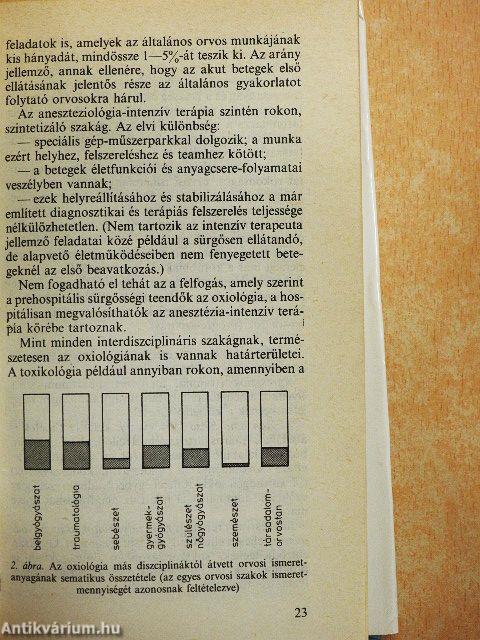 feladatok is, amelyek az általános orvos munkájának
kis hányadát, mindössze 1—5%-át teszik ki. Az arány
jellemző, annak ellenére, hogy az akut betegek első
ellátásának jelentős része az általános gyakorlatot
folytató orvosokra hárul.
Az aneszteziológia-intenzív terápia szintén rokon,
szintetizáló szakág. Az elvi különbség:
— speciális gép-műszerparkkal dolgozik; a munka
ezért helyhez, felszereléshez és teamhez kötött;
— a betegek életfunkciói és anyagcsere-folyamatai
veszélyben vannak;
— ezek helyreállításához és stabilizálásához a már
említett diagnosztikai és terápiás felszerelés teljessége
nélkülözhetetlen. (Nem tartozik az intenzív terapeuta
jellemző feladatai közé például a sürgősen ellátandó,
de alapvető életműködéseiben nem fenyegetett bete-
geknél az első beavatkozás.)
Nem fogadható el tehát az a felfogás, amely szerint
a prehospitális sürgősségi teendők az oxiológia, a hos-
pitálisan megvalósíthatók az anesztézia-intenzív terá-
pia körébe tartoznak.
Mint minden interdiszciplináris szakágnak, termé-
szetesen az oxiológiának is vannak határterületei.
A toxikológia például annyiban rokon, amennyiben a
belgyógyászat
traumatológia
sebészet
gyermek-
gyógyászat
szülészet
nőgyógyászat
szemészet
társadalom-
orvostan
2. ábra. Az oxiológia más diszciplináktól átvett orvosi ismeret-
anyagának sematikus összetétele (az egyes orvosi szakok ismeret-
mennyiségét azonosnak feltételezve)
23
Antikvárium.hu